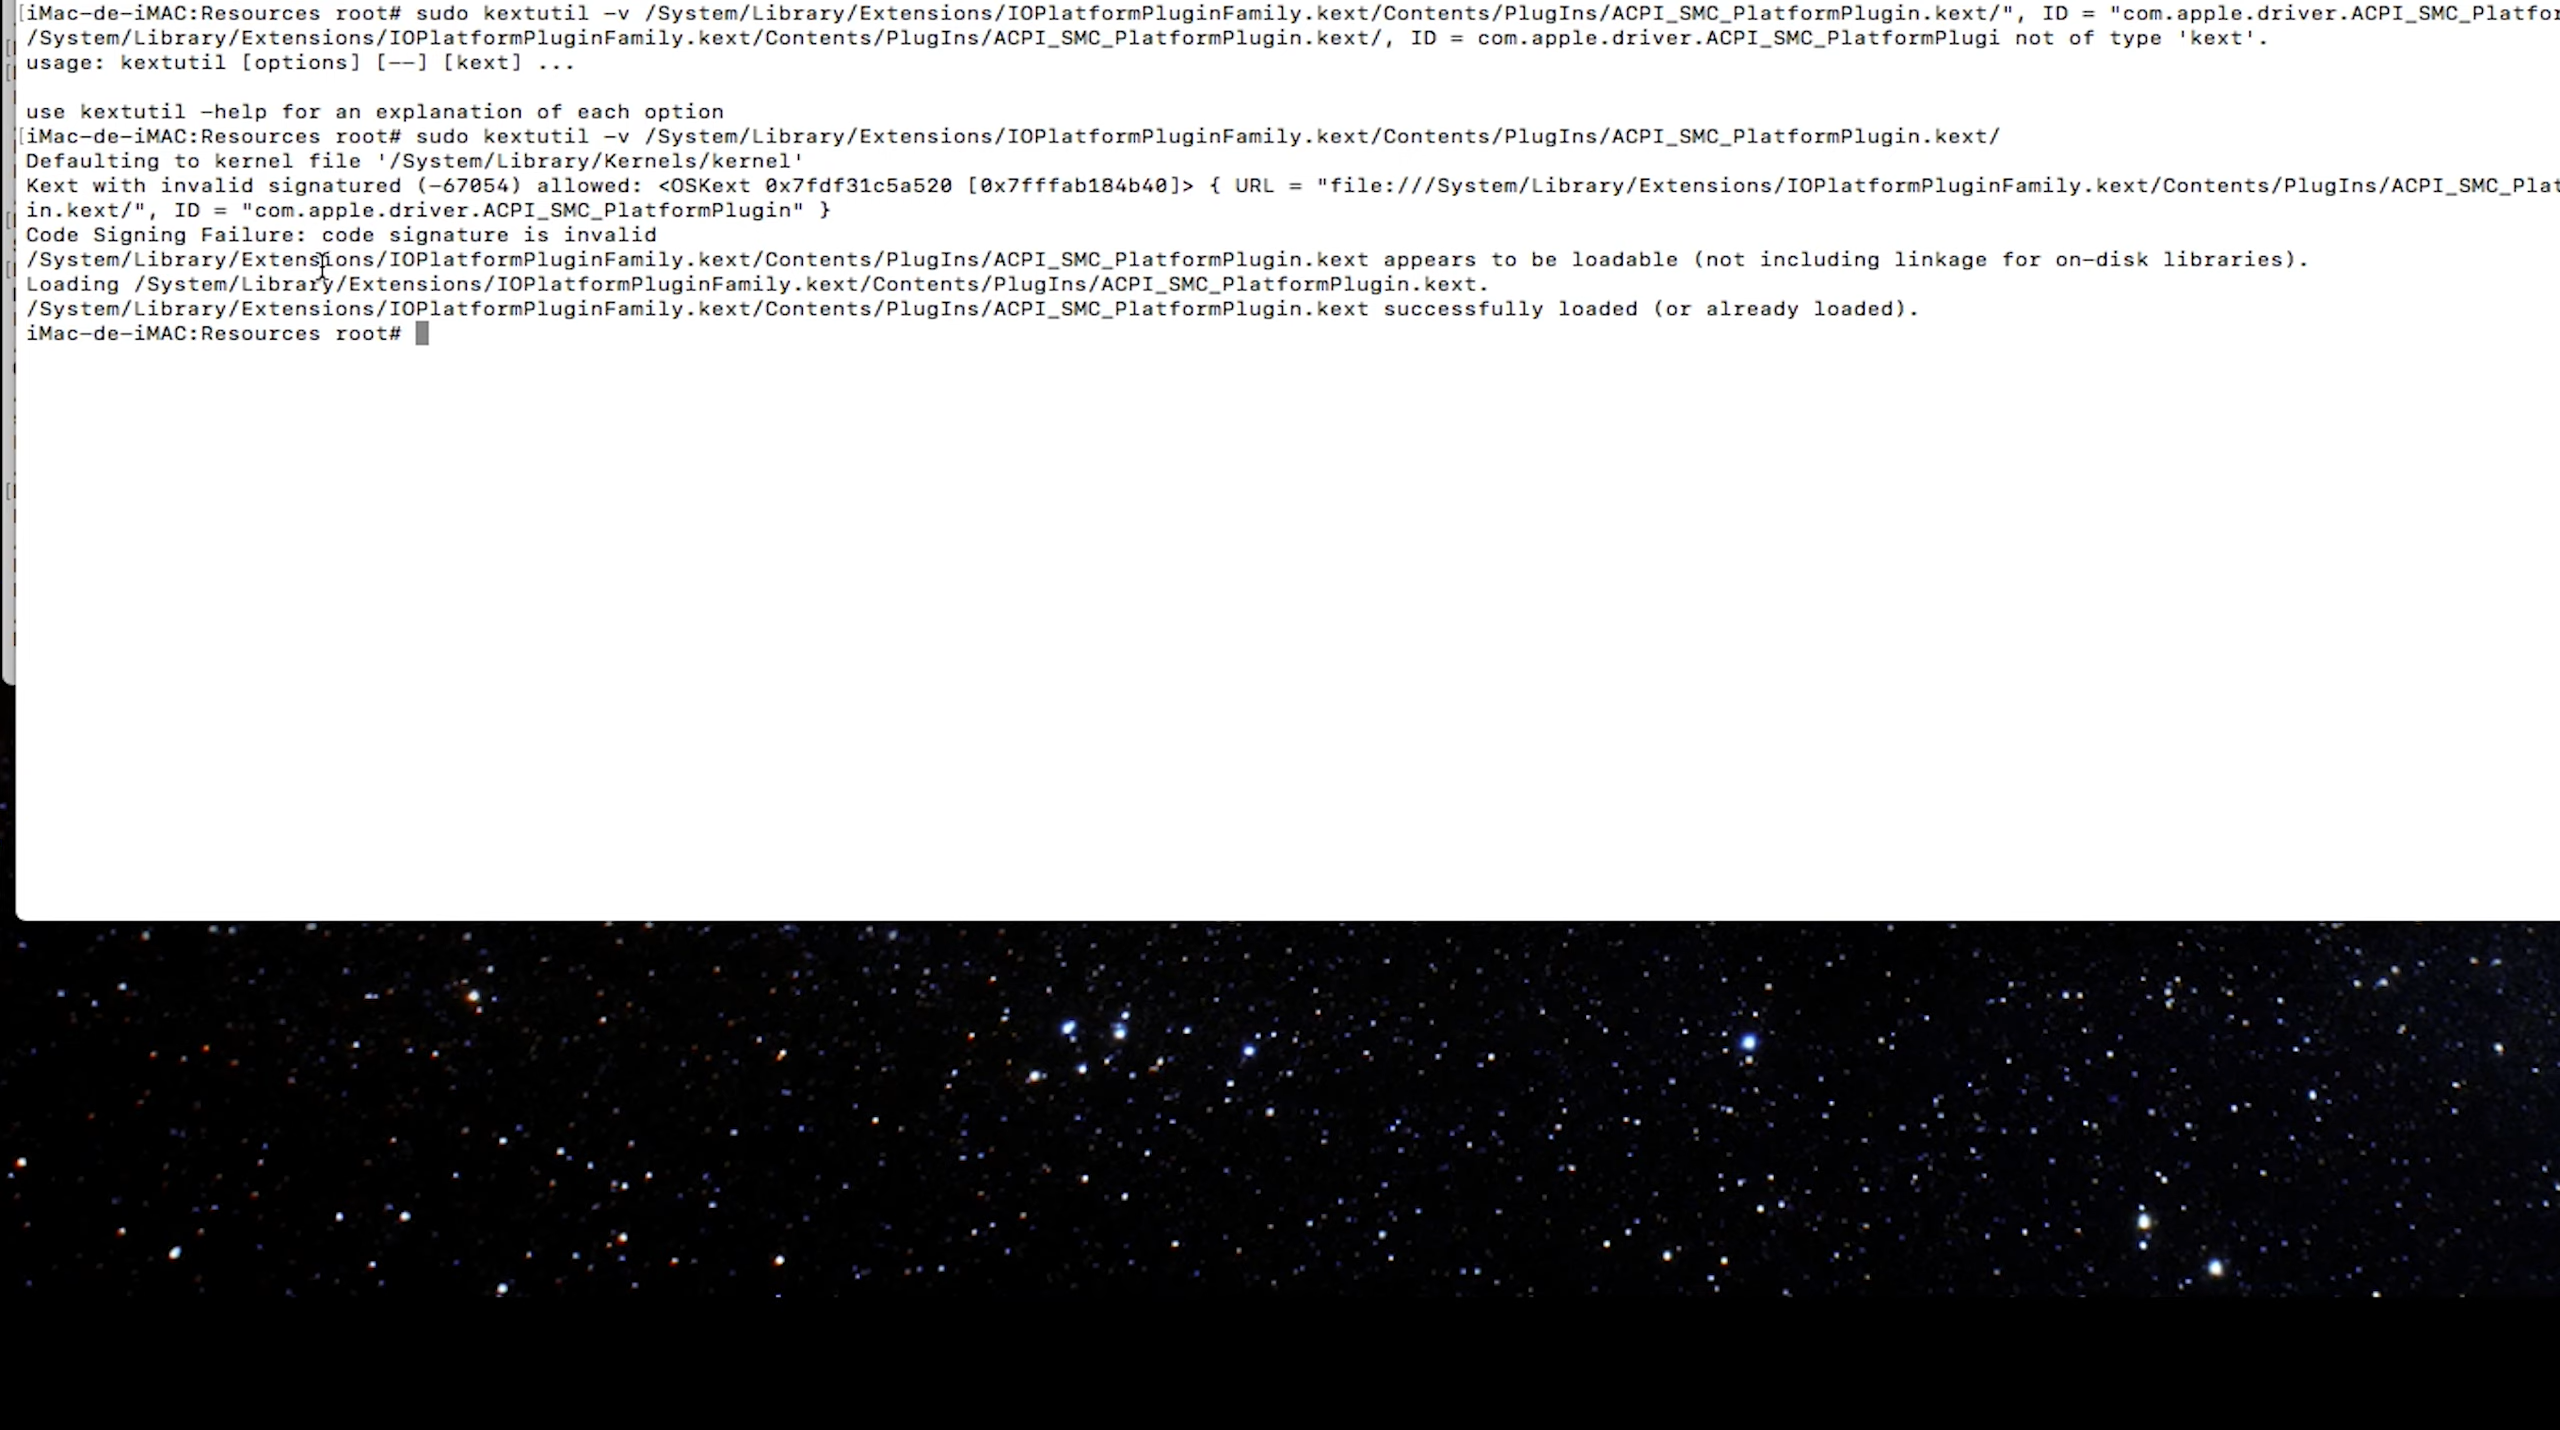 iMac-de-iMAC:Resources root# sudo kextutil -v /System/Library/Extensions/IOPlatformPluginFamily.kext/Contents/PlugIns/ACPI_SMC_PlatformPlugin.kext/", ID = "com.apple.driver.ACPI_SMC_Platfor
/System/Library/Extensions/IOPlatformPluginFamily.kext/Contents/PlugIns/ACPI_SMC_PlatformPlugin.kext/, ID = com.apple.driver.ACPI_SMC_PlatformPlugi not of type 'kext'.
usage: kextutil [options] [--] [kext] ...
use kextutil -help for an explanation of each option
iMac-de-iMAC:Resources root# sudo kextutil -v /System/Library/Extensions/IOPlatformPluginFamily.kext/Contents/PlugIns/ACPI_SMC_PlatformPlugin.kext/
Defaulting to kernel file '/System/Library/Kernels/kernel'
Kext with invalid signatured (-67054) allowed: <OSKext 0x7fdf31c5a520 [0x7fffab184b40]> { URL = "file:///System/Library/Extensions/IOPlatformPluginFamily.kext/Contents/PlugIns/ACPI_SMC_Plat
in.kext/", ID = "com.apple.driver.ACPI_SMC_PlatformPlugin" }
Code Signing Failure: code signature is invalid
/System/Library/Extensions/IOPlatformPluginFamily.kext/Contents/PlugIns/ACPI_SMC_PlatformPlugin.kext appears to be loadable (not including linkage for on-disk libraries).
Loading /System/Library/Extensions/IOPlatformPluginFamily.kext/Contents/PlugIns/ACPI_SMC_PlatformPlugin.kext.
/System/Library/Extensions/IOPlatformPluginFamily.kext/Contents/PlugIns/ACPI_SMC_PlatformPlugin.kext successfully loaded (or already loaded).
iMac-de-iMAC:Resources root#